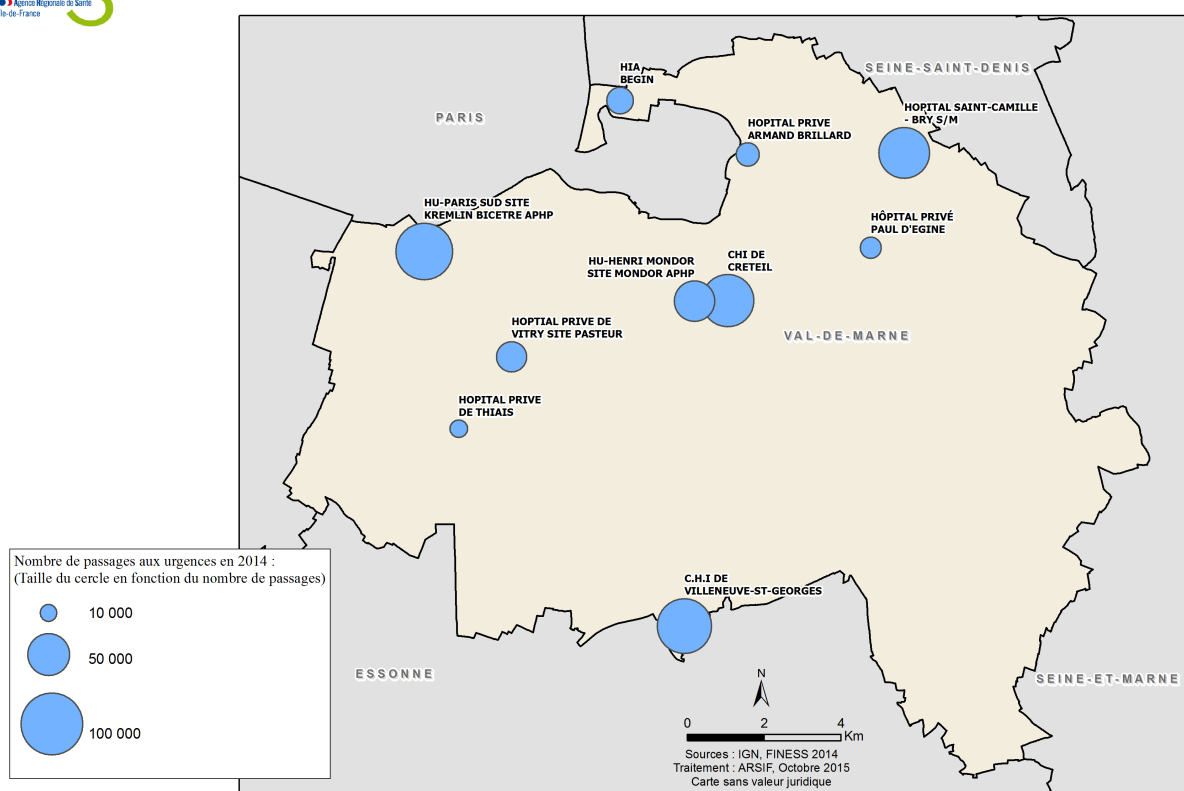 Agence Régionale de Santé
Ile-de-France
PARIS
SEINE-SAINT-DENIS
HIA
BEGIN
HOPITAL PRIVE
ARMAND BRILLARD
HOPITAL SAINT-CAMILLE
- BRY S/M
HU-PARIS SUD SITE
KREMLIN BICETRE APHP
HÔPITAL PRIVÉ
PAUL D'EGINE
HU-HENRI MONDOR
SITE MONDOR APHP
CHI DE
CRETEIL
HOPTIAL PRIVE DE
VITRY SITE PASTEUR
VAL-DE-MARNE
HOPITAL PRIVE
DE THIAIS
C.H.I DE
VILLENEUVE-ST-GEORGES
ESSONNE
SEINE-ET-MARNE
Nombre de passages aux urgences en 2014 :
(Taille du cercle en fonction du nombre de passages)
10 000
50 000
100 000
N
0 2 4
Km
Sources : IGN, FINESS 2014
Traitement : ARSIF, Octobre 2015
Carte sans valeur juridique